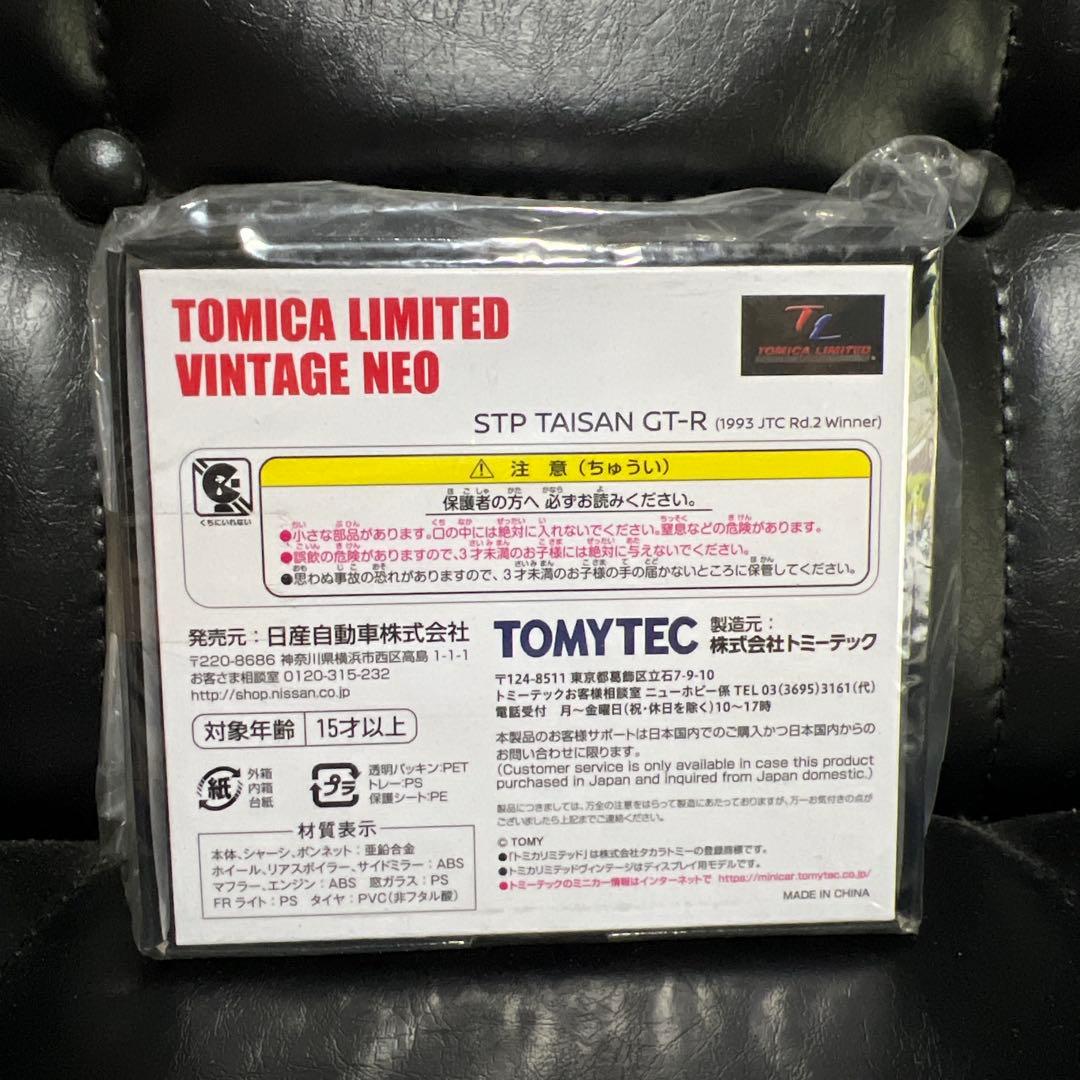 TOMICA LIMITED
VINTAGE NEO
TL
TOMICA LIMITED
STP TAISAN GT-R (1993 JTC Rd.2 Winner)
くちにいれない
⚠ 注 意(ちゅうい)
保護者の方へ 必ずお読みください。
●小さな部品があります。口の中には絶対に入れないでください。窒息などの危険があります。
●誤飲の危険がありますので、3才未満のお子様には絶対に与えないでください。
●思わぬ事故の恐れがありますので、3才未満のお子様の手の届かないところに保管してください。
発売元:日産自動車株式会社
〒220-8686 神奈川県横浜市西区高島 1-1-1
お客さま相談室 0120-315-232
http://shop.nissan.co.jp
対象年齢 15才以上
紙 外箱
内箱
台紙
プラ 透明パッキン:PET
トレー:PS
保護シート:PE
材質表示
本体、シャーシ、ボンネット:亜鉛合金
ホイール、リアスポイラー、サイドミラー:ABS
マフラー、エンジン:ABS 窓ガラス:PS
FRライト:PS タイヤ:PVC(非フタル酸)
TOMYTEC 製造元:
株式会社トミーテック
〒124-8511 東京都葛飾区立石7-9-10
トミーテックお客様相談室 ニューホビー係 TEL 03(3695)3161(代)
電話受付 月～金曜日(祝・休日を除く)10～17時
本製品のお客様サポートは日本国内でのご購入かつ日本国内からの
お問い合わせに限ります。
(Customer service is only available in case this product
purchased in Japan and inquired from Japan domestic.)
製品につきましては、万全の注意をはらって製造にあたっておりますが、万一お気付きの点が
ございましたら上記までご連絡ください。
© TOMY
●「トミカリミテッド」は株式会社タカラトミーの登録商標です。
●トミカリミテッドヴィンテージはディスプレイ用モデルです。
●トミーテックのミニカー情報はインターネットで https://minicar.tomytec.co.jp/
MADE IN CHINA